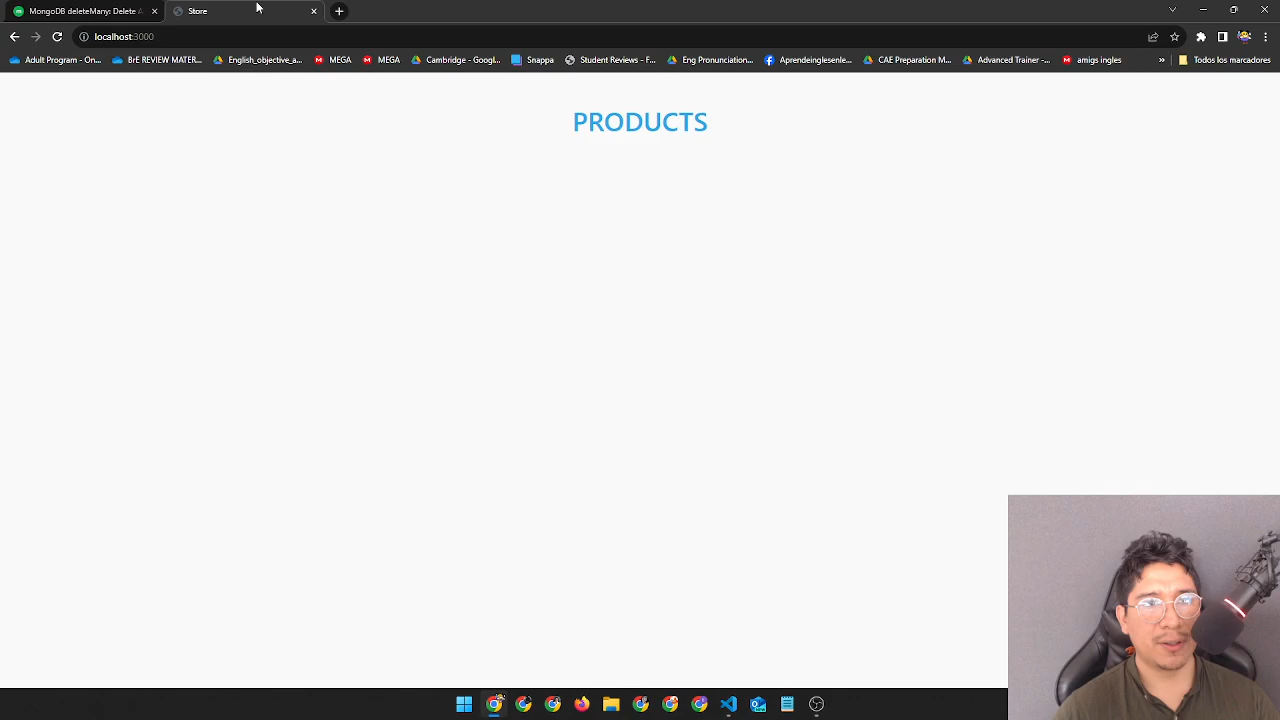 MongoDB deleteMany: Delete A
Store
localhost:3000
Adult Program - On...
BrE REVIEW MATER...
English_objective_a...
MEGA
MEGA
Cambridge - Googl...
Snappa
Student Reviews - F...
Eng Pronunciation...
Aprendeinglesenle...
CAE Preparation M...
Advanced Trainer -...
amigs ingles
»
Todos los marcadores
PRODUCTS